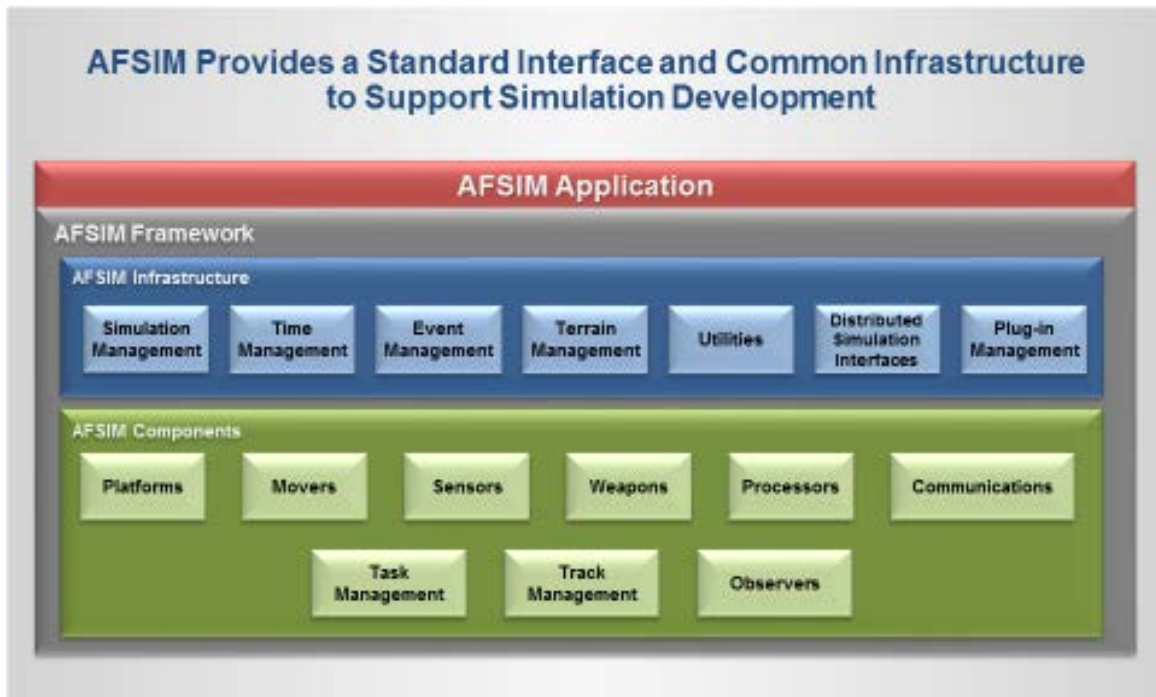 AFSIM Provides a Standard Interface and Common Infrastructure
to Support Simulation Development
AFSIM Application
AFSIM Framework
AFSIM Infrastructure
Simulation
Management
Time
Management
Event
Management
Terrain
Management
Utilities
Distributed
Simulation
Interfaces
Plug-in
Management
AFSIM Components
Platforms
Movers
Sensors
Weapons
Processors
Communications
Task
Management
Track
Management
Observers